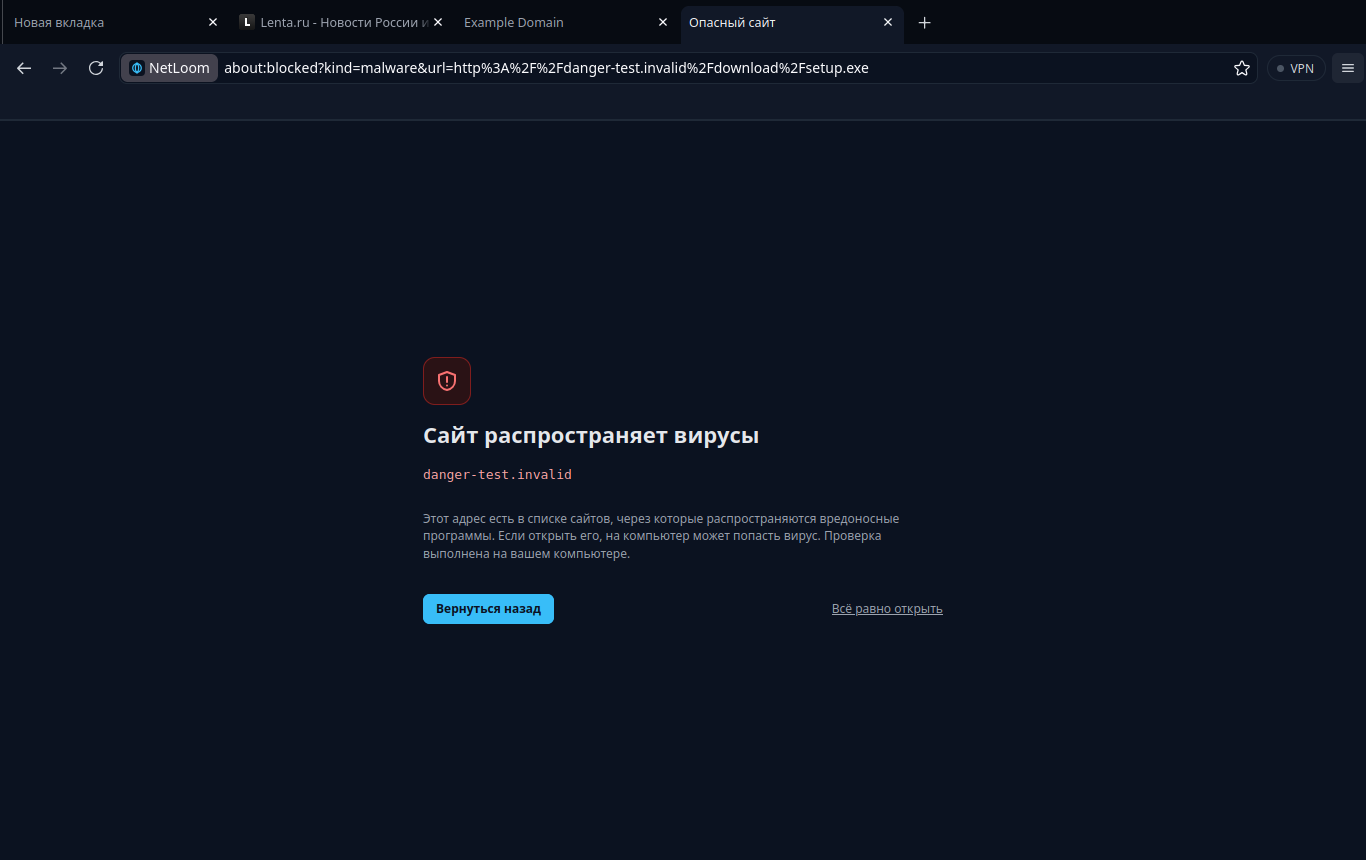 Новая вкладка
Lenta.ru - Новости России и
Example Domain
Опасный сайт
NetLoom
about:blocked?kind=malware&url=http%3A%2F%2Fdanger-test.invalid%2Fdownload%2Fsetup.exe
VPN
Сайт распространяет вирусы
danger-test.invalid
Этот адрес есть в списке сайтов, через которые распространяются вредоносные
программы. Если открыть его, на компьютер может попасть вирус. Проверка
выполнена на вашем компьютере.
Вернуться назад
Всё равно открыть